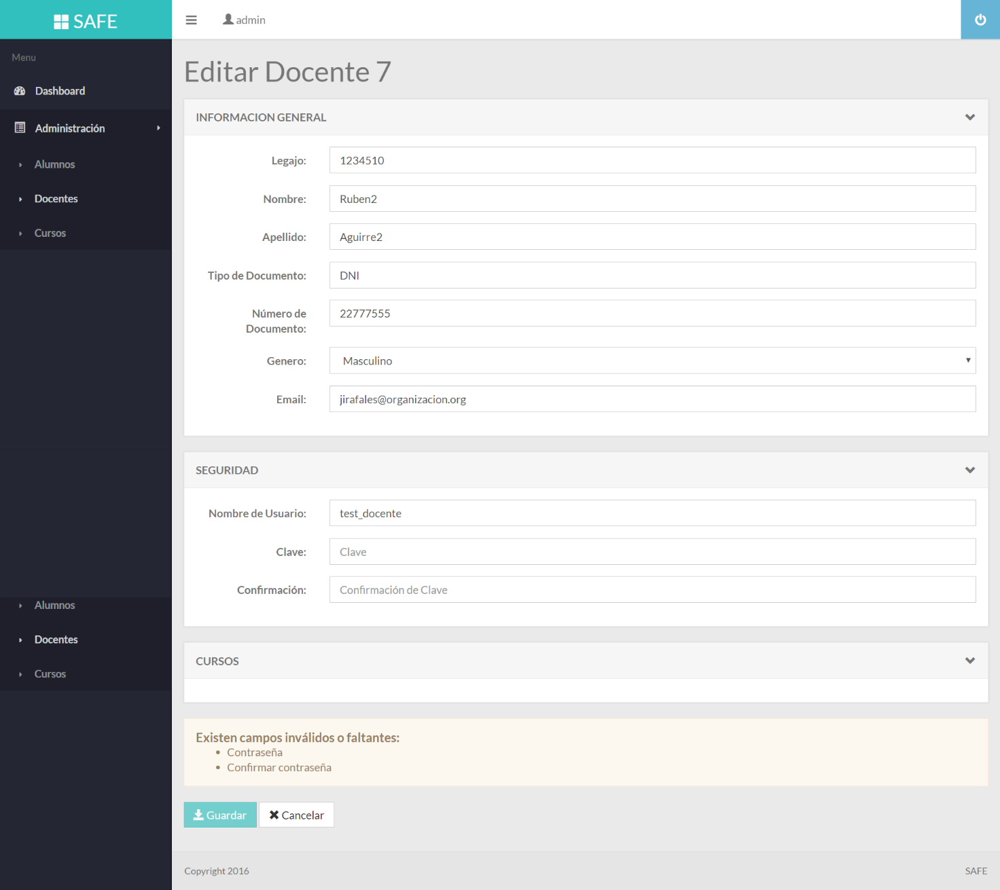 SAFE
admin
Menu
Dashboard
Administración
Alumnos
Docentes
Cursos
Alumnos
Docentes
Cursos
Editar Docente 7
INFORMACION GENERAL
Legajo: 1234510
Nombre: Ruben2
Apellido: Aguirre2
Tipo de Documento: DNI
Número de
Documento: 22777555
Genero: Masculino
Email: jirafales@organizacion.org
SEGURIDAD
Nombre de Usuario: test_docente
Clave: Clave
Confirmación: Confirmación de Clave
CURSOS
Existen campos inválidos o faltantes:
Contraseña
Confirmar contraseña
Guardar Cancelar
Copyright 2016 SAFE